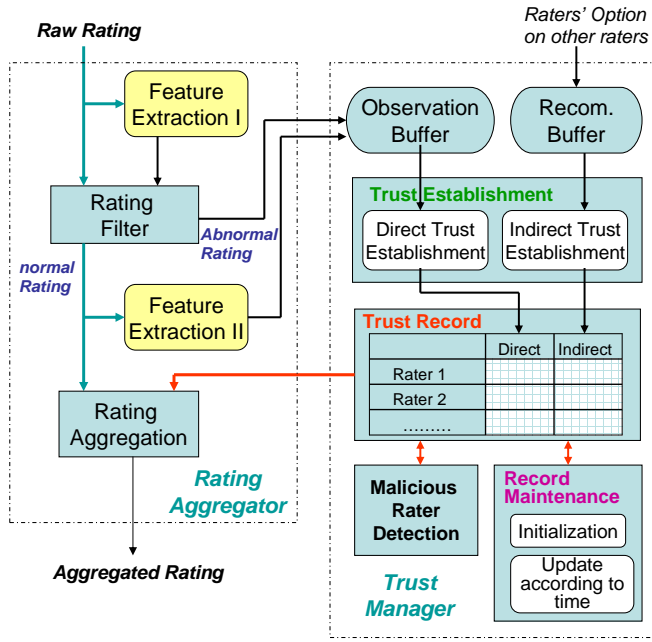 Raw Rating
Raters' Option
on other raters
Feature
Extraction I
Observation
Buffer
Recom.
Buffer
Rating
Filter
Abnormal
Rating
normal
Rating
Trust Establishment
Direct Trust
Establishment
Indirect Trust
Establishment
Feature
Extraction II
Trust Record
Direct Indirect
Rater 1
Rater 2
………
Rating
Aggregation
Rating
Aggregator
Malicious
Rater
Detection
Record
Maintenance
Initialization
Update
according to
time
Aggregated Rating
Trust
Manager